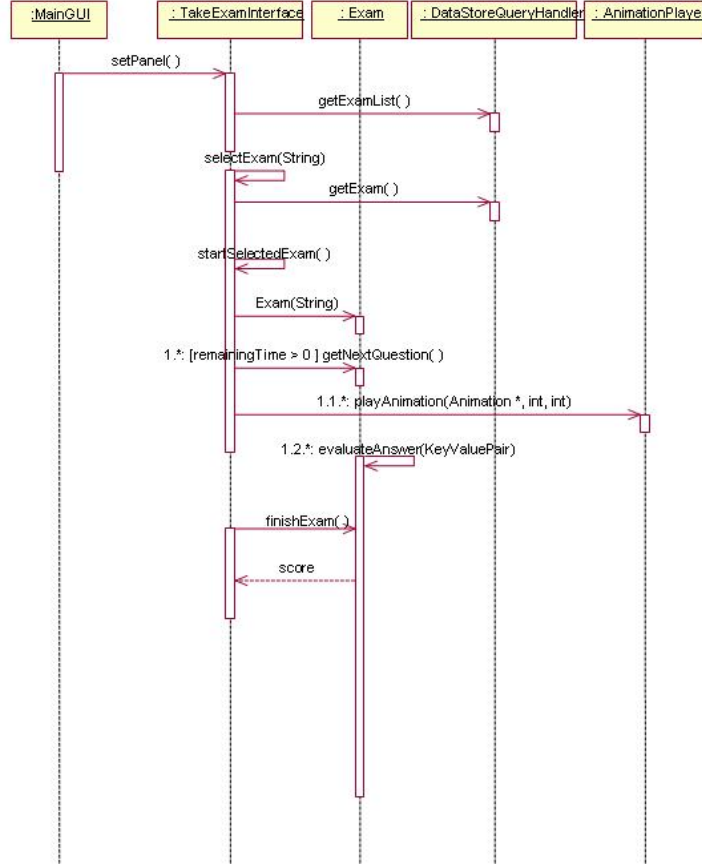 :MainGUI
: TakeExamInterface
: Exam
: DataStoreQueryHandler
: AnimationPlaye
setPanel( )
getExamList( )
selectExam(String)
getExam( )
startSelectedExam( )
Exam(String)
1.*: [remainingTime > 0 ] getNextQuestion( )
1.1.*: playAnimation(Animation *, int, int)
1.2.*: evaluateAnswer(KeyValuePair)
finishExam( )
score